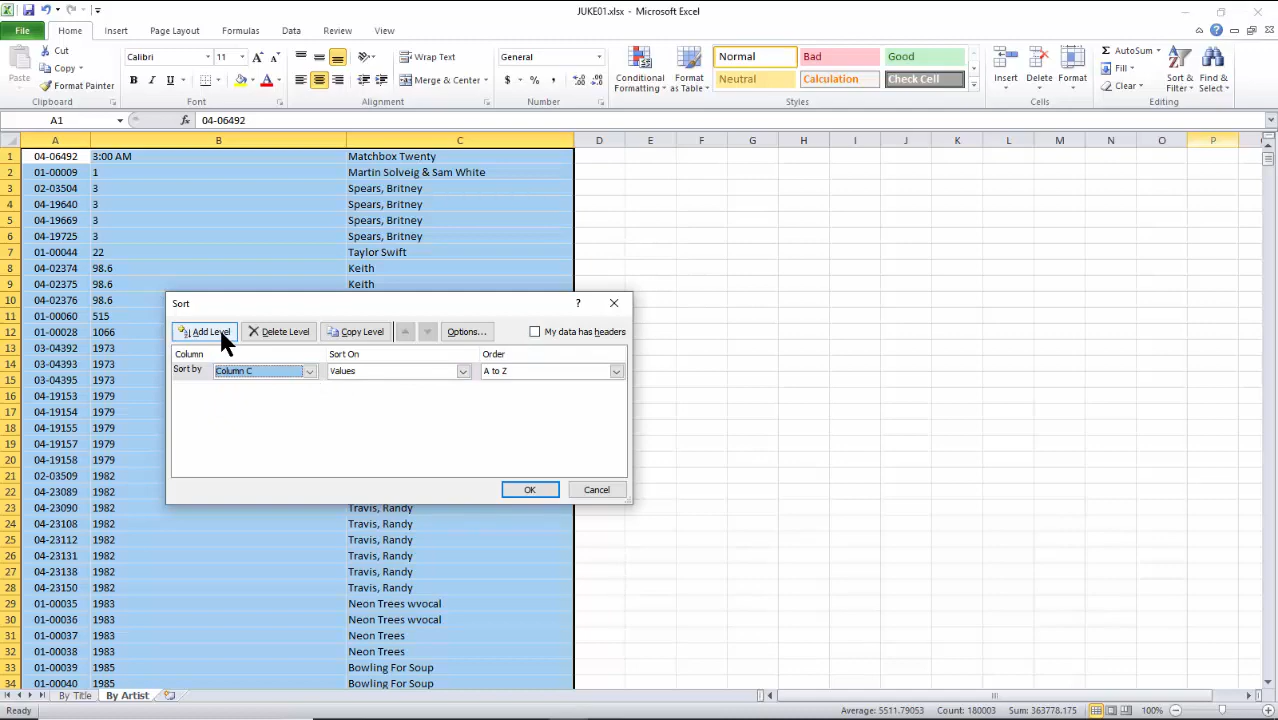 JUKE01.xlsx - Microsoft Excel
File Home Insert Page Layout Formulas Data Review View
Paste Cut Calibri 11 Wrap Text General Conditional Formatting Format as Table Normal Bad Good Insert Delete Format AutoSum Sort & Filter Find & Select
Copy Merge & Center Neutral Calculation Check Cell Fill
Format Painter Clear
Clipboard Font Alignment Number Styles Cells Editing
A1 fx 04-06492
A B C D E F G H I J K L M N O P
1 04-06492 3:00 AM Matchbox Twenty
2 01-00009 1 Martin Solveig & Sam White
3 02-03504 3 Spears, Britney
4 04-19640 3 Spears, Britney
5 04-19669 3 Spears, Britney
6 04-19725 3 Spears, Britney
7 01-00044 22 Taylor Swift
8 04-02374 98.6 Keith
9 04-02375 98.6 Keith
10 04-02376 98.6
11 01-00060 515
12 01-00028 1066
13 04-04392 1973
14 04-04393 1973
15 03-04395 1973
16 04-19153 1979
17 04-19154 1979
18 04-19155 1979
19 04-19157 1979
20 04-19158 1979
21 02-03509 1982
22 04-23089 1982
23 04-23090 1982 Travis, Randy
24 04-23108 1982 Travis, Randy
25 04-23112 1982 Travis, Randy
26 04-23131 1982 Travis, Randy
27 04-23138 1982 Travis, Randy
28 04-23150 1982 Travis, Randy
29 01-00035 1983 Neon Trees wvocal
30 01-00036 1983 Neon Trees wvocal
31 01-00037 1983 Neon Trees
32 01-00038 1983 Neon Trees
33 01-00039 1985 Bowling For Soup
34 01-00040 1985 Bowling For Soup
Sort
Add Level Delete Level Copy Level Options... My data has headers
Column Sort On Order
Sort by Column C Values A to Z
OK Cancel
By Title By Artist
Ready Average: 5511.79053 Count: 180003 Sum: 363778.175 100%